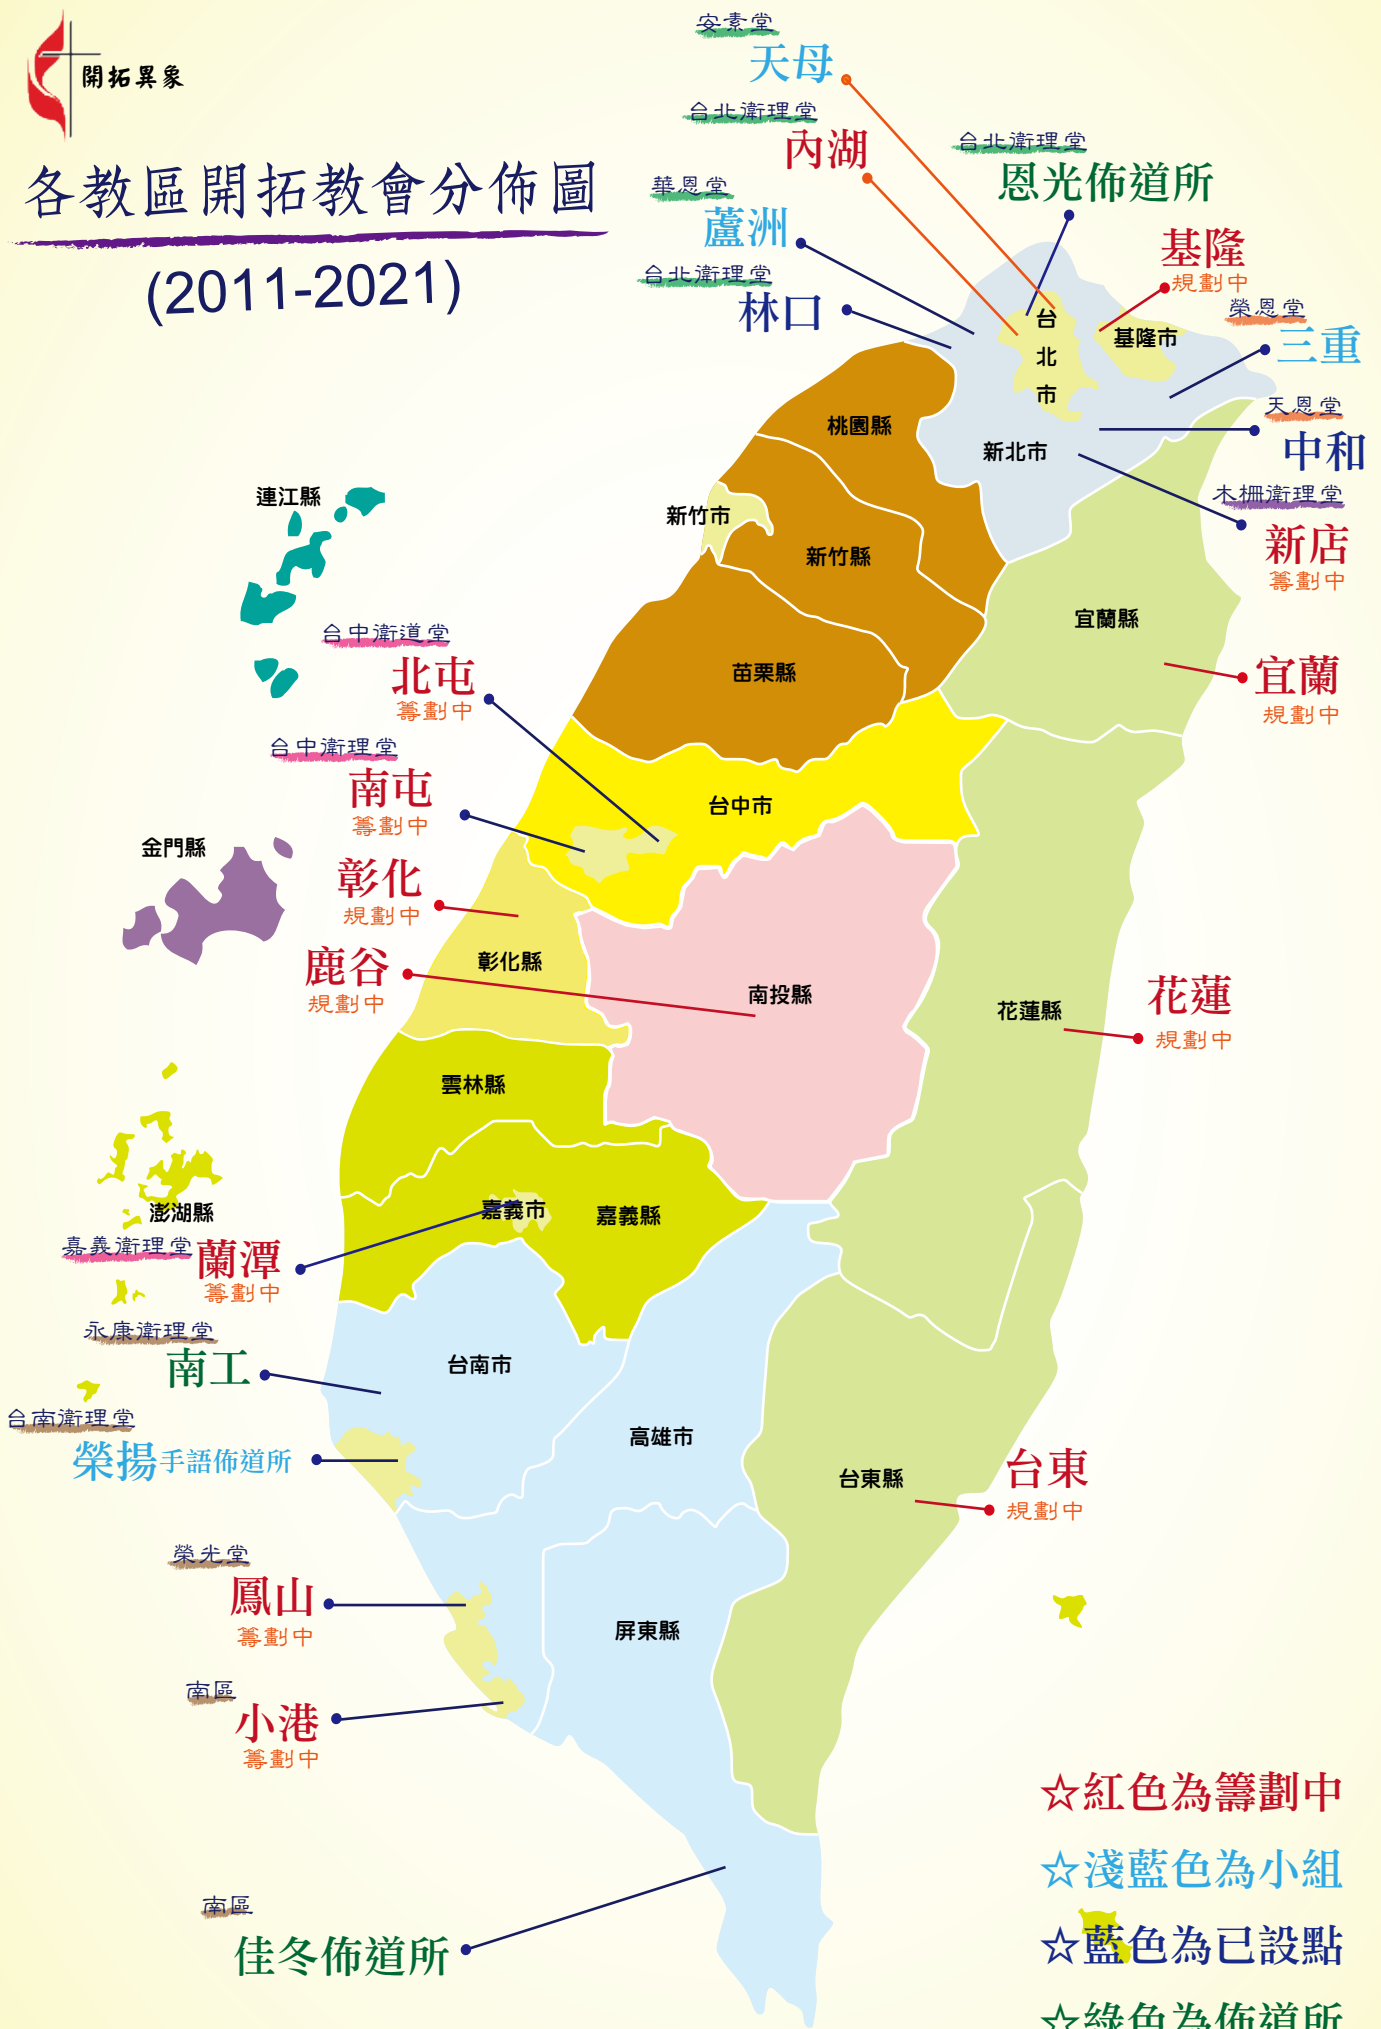 開拓異象
各教區開拓教會分佈圖
(2011-2021)
安素堂
天母
台北衛理堂
內湖
華恩堂
蘆洲
台北衛理堂
林口
台北衛理堂
恩光佈道所
基隆
規劃中
榮恩堂
三重
天恩堂
中和
木柵衛理堂
新店
籌劃中
宜蘭
規劃中
台
北
市
基隆市
新北市
桃園縣
新竹市
新竹縣
苗栗縣
宜蘭縣
連江縣
台中衛道堂
北屯
籌劃中
台中衛理堂
南屯
籌劃中
台中市
金門縣
彰化
規劃中
鹿谷
規劃中
彰化縣
南投縣
花蓮縣
花蓮
規劃中
雲林縣
嘉義市
嘉義縣
澎湖縣
嘉義衛理堂
蘭潭
籌劃中
永康衛理堂
南工
台南市
台南衛理堂
榮揚手語佈道所
高雄市
台東縣
台東
規劃中
榮光堂
鳳山
籌劃中
屏東縣
南區
小港
籌劃中
南區
佳冬佈道所
☆紅色為籌劃中
☆淺藍色為小組
☆藍色為已設點
☆綠色為佈道所